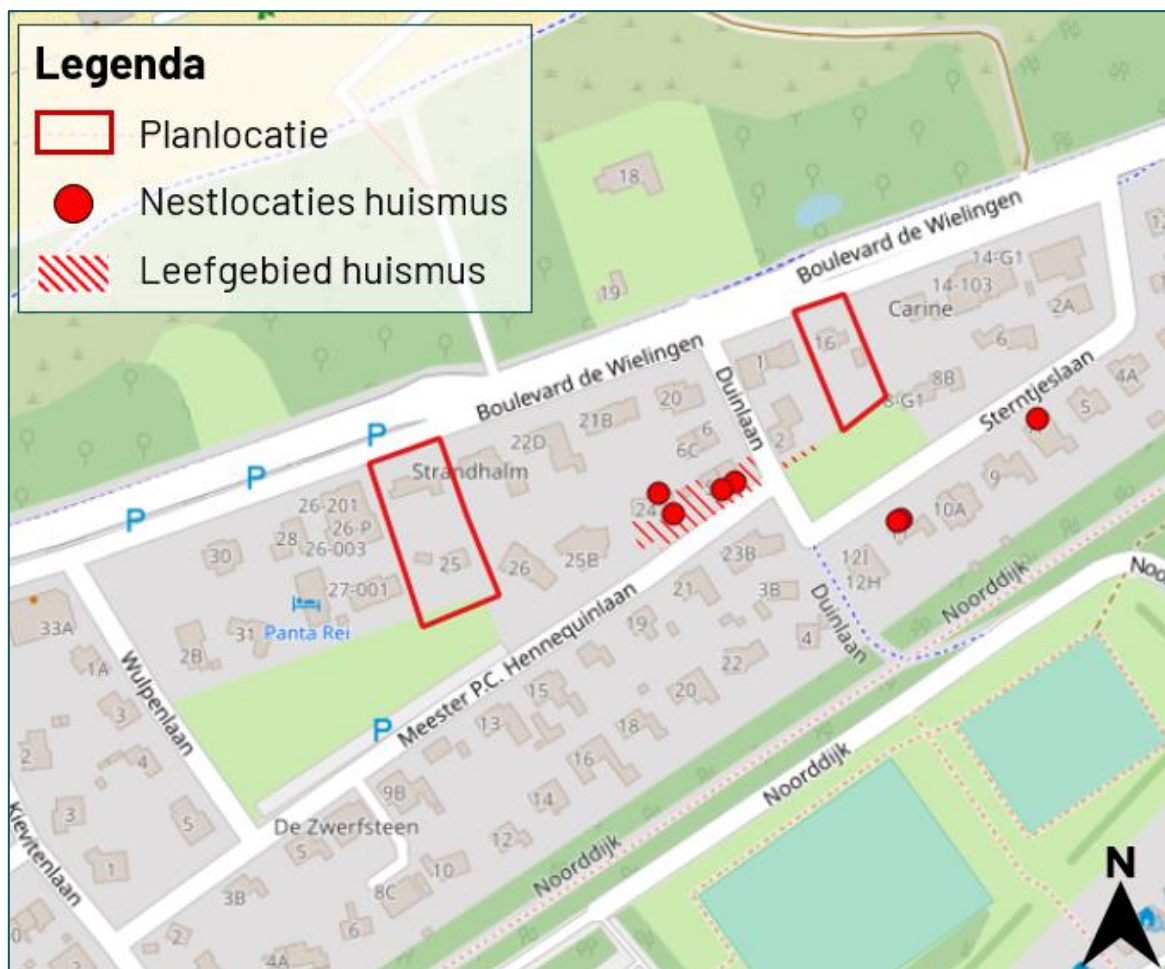 Legenda
Planlocatie
Nestlocaties huismus
Leefgebied huismus
18
19
Boulevard de Wielingen
14-G1
14-103
Carine
2A
16
1
6
8B
8-G1
Sterntjeslaan
4A
5
Duinlaan
2
Boulevard de Wielingen
20
21B
6
6C
22D
P
P
P
Strandhalm
24
9
10A
26-201
26-P
28
26-003
30
25
26
25B
23B
12I
12H
27-001
Panta Rei
31
2B
33A
1A
Wulpenlaan
21
3B
Duinlaan
4
Noorddijk
Noo
19
22
20
Meester P.C. Hennequinlaan
15
13
18
P
3
4
2
3
5
16
14
9B
De Zwerfsteen
5
12
10
8C
Kievitenlaan
1
3B
6
2
4A
Noorddijk
Noorddijk
N